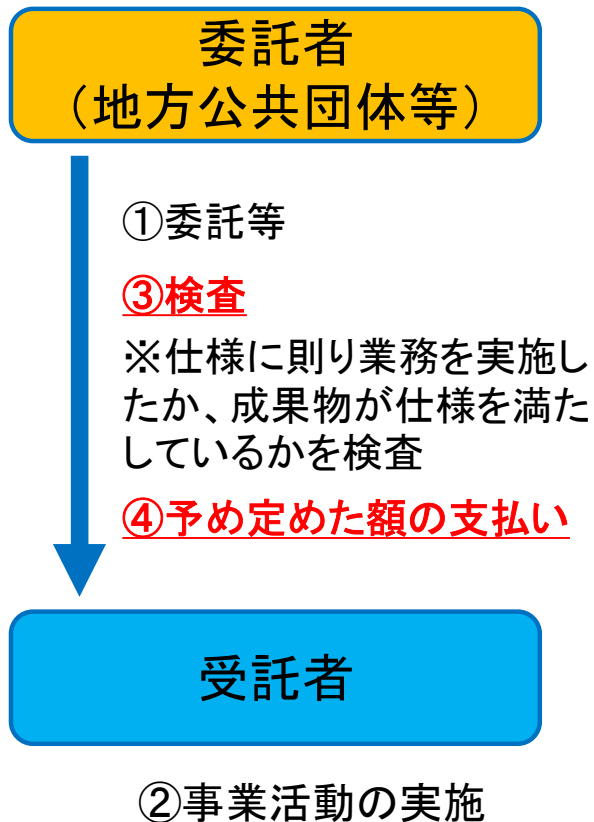 委託者
（地方公共団体等）
①委託等
③検査
※仕様に則り業務を実施し
たか、成果物が仕様を満た
しているかを検査
④予め定めた額の支払い
受託者
②事業活動の実施